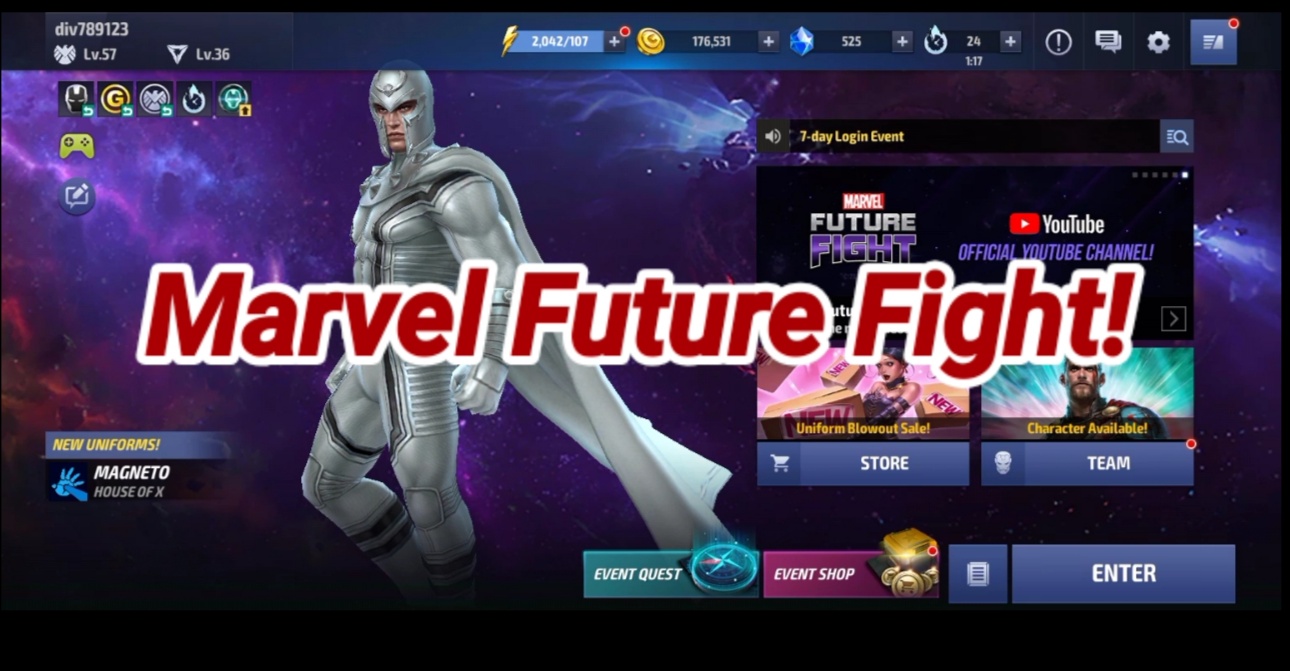 div789123
Lv.57
Lv.36
2,042/107
176,531
525
24
1:17
7-day Login Event
MARVEL
FUTURE
FIGHT
YouTube
OFFICIAL YOUTUBE CHANNEL!
Marvel Future Fight!
NEW
NEW
NEW
Uniform Blowout Sale!
Character Available!
NEW UNIFORMS!
MAGNETO
HOUSE OF X
STORE
TEAM
EVENT QUEST
EVENT SHOP
ENTER